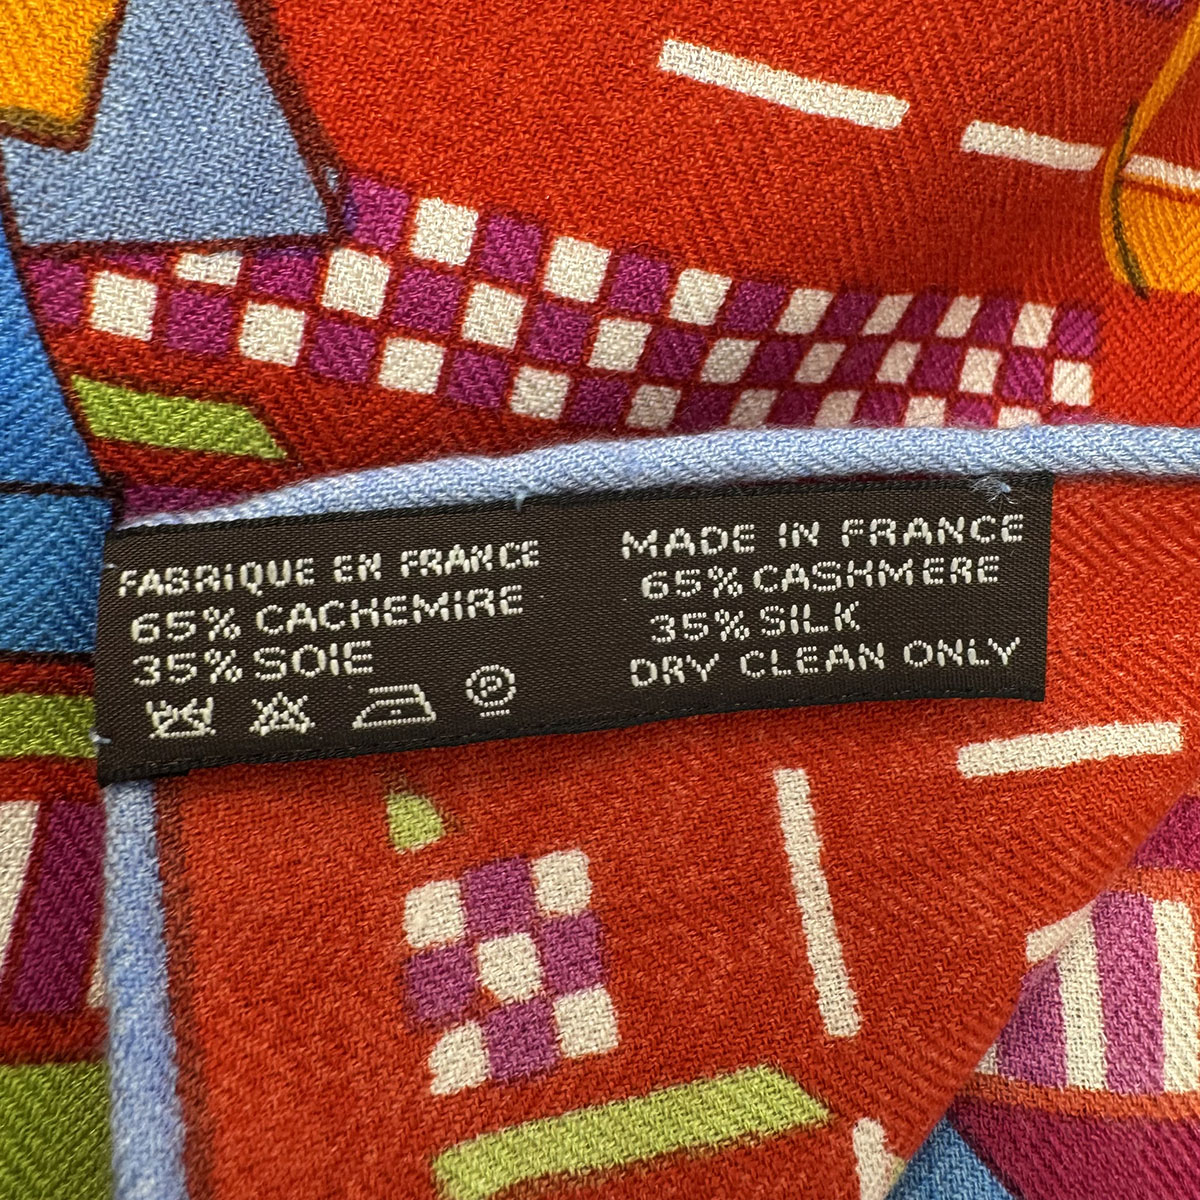 FABRIQUE EN FRANCE
65% CACHEMIRE
35% SOIE
P
MADE IN FRANCE
65% CASHMERE
35% SILK
DRY CLEAN ONLY